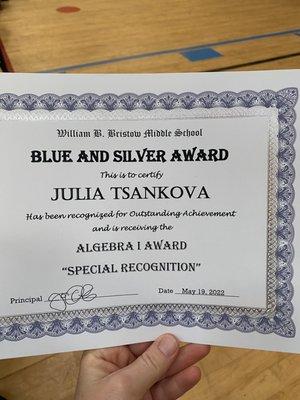 William B. Bristow Middle School
BLUE AND SILVER AWARD
This is to certify
JULIA TSANKOVA
Has been recognized for Outstanding Achievement
and is receiving the
ALGEBRA I AWARD
“SPECIAL RECOGNITION”
Principal Date May 19, 2022